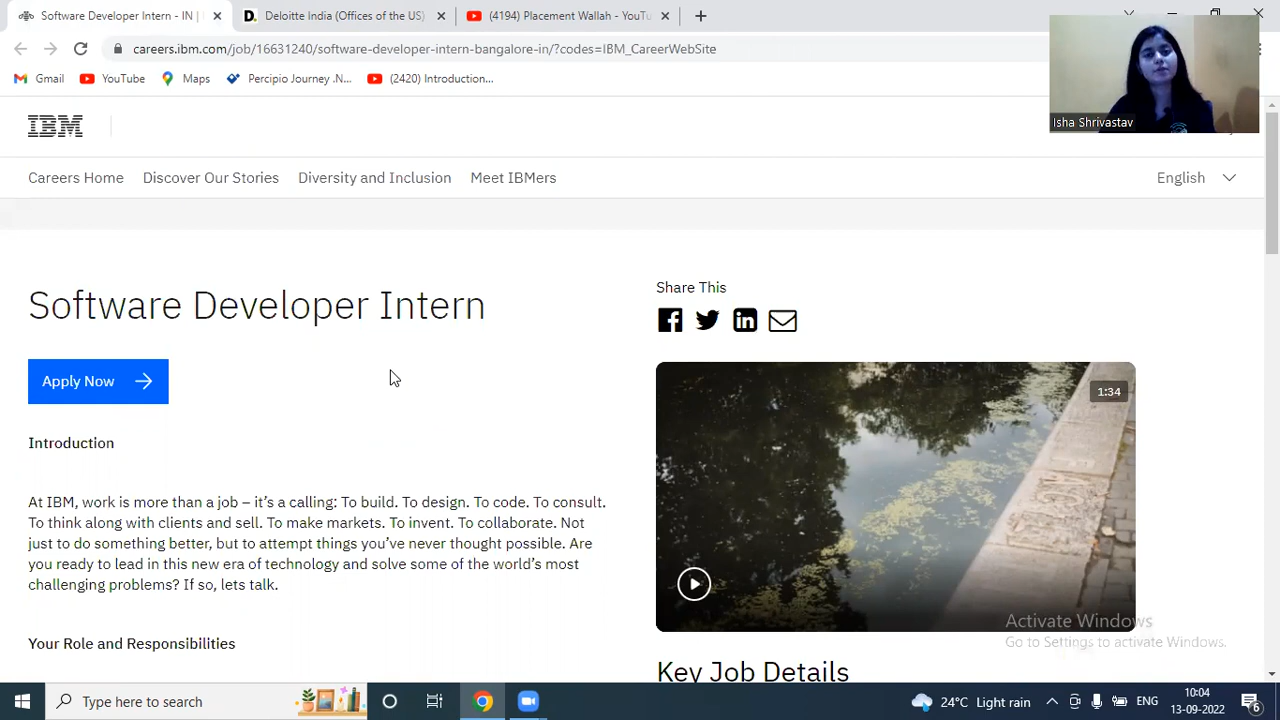 Software Developer Intern - IN |
Deloitte India (Offices of the US)
(4194) Placement Wallah - YouTu
careers.ibm.com/job/16631240/software-developer-intern-bangalore-in/?codes=IBM_CareerWebSite
Gmail
YouTube
Maps
Percipio Journey .N...
(2420) Introduction...
Isha Shrivastav
IBM
Careers Home
Discover Our Stories
Diversity and Inclusion
Meet IBMers
English
Software Developer Intern
Apply Now
Introduction
At IBM, work is more than a job – it's a calling: To build. To design. To code. To consult.
To think along with clients and sell. To make markets. To invent. To collaborate. Not
just to do something better, but to attempt things you've never thought possible. Are
you ready to lead in this new era of technology and solve some of the world's most
challenging problems? If so, lets talk.
Your Role and Responsibilities
Share This
1:34
Key Job Details
Activate Windows
Go to Settings to activate Windows.
Type here to search
24°C Light rain
ENG
10:04
13-09-2022
6